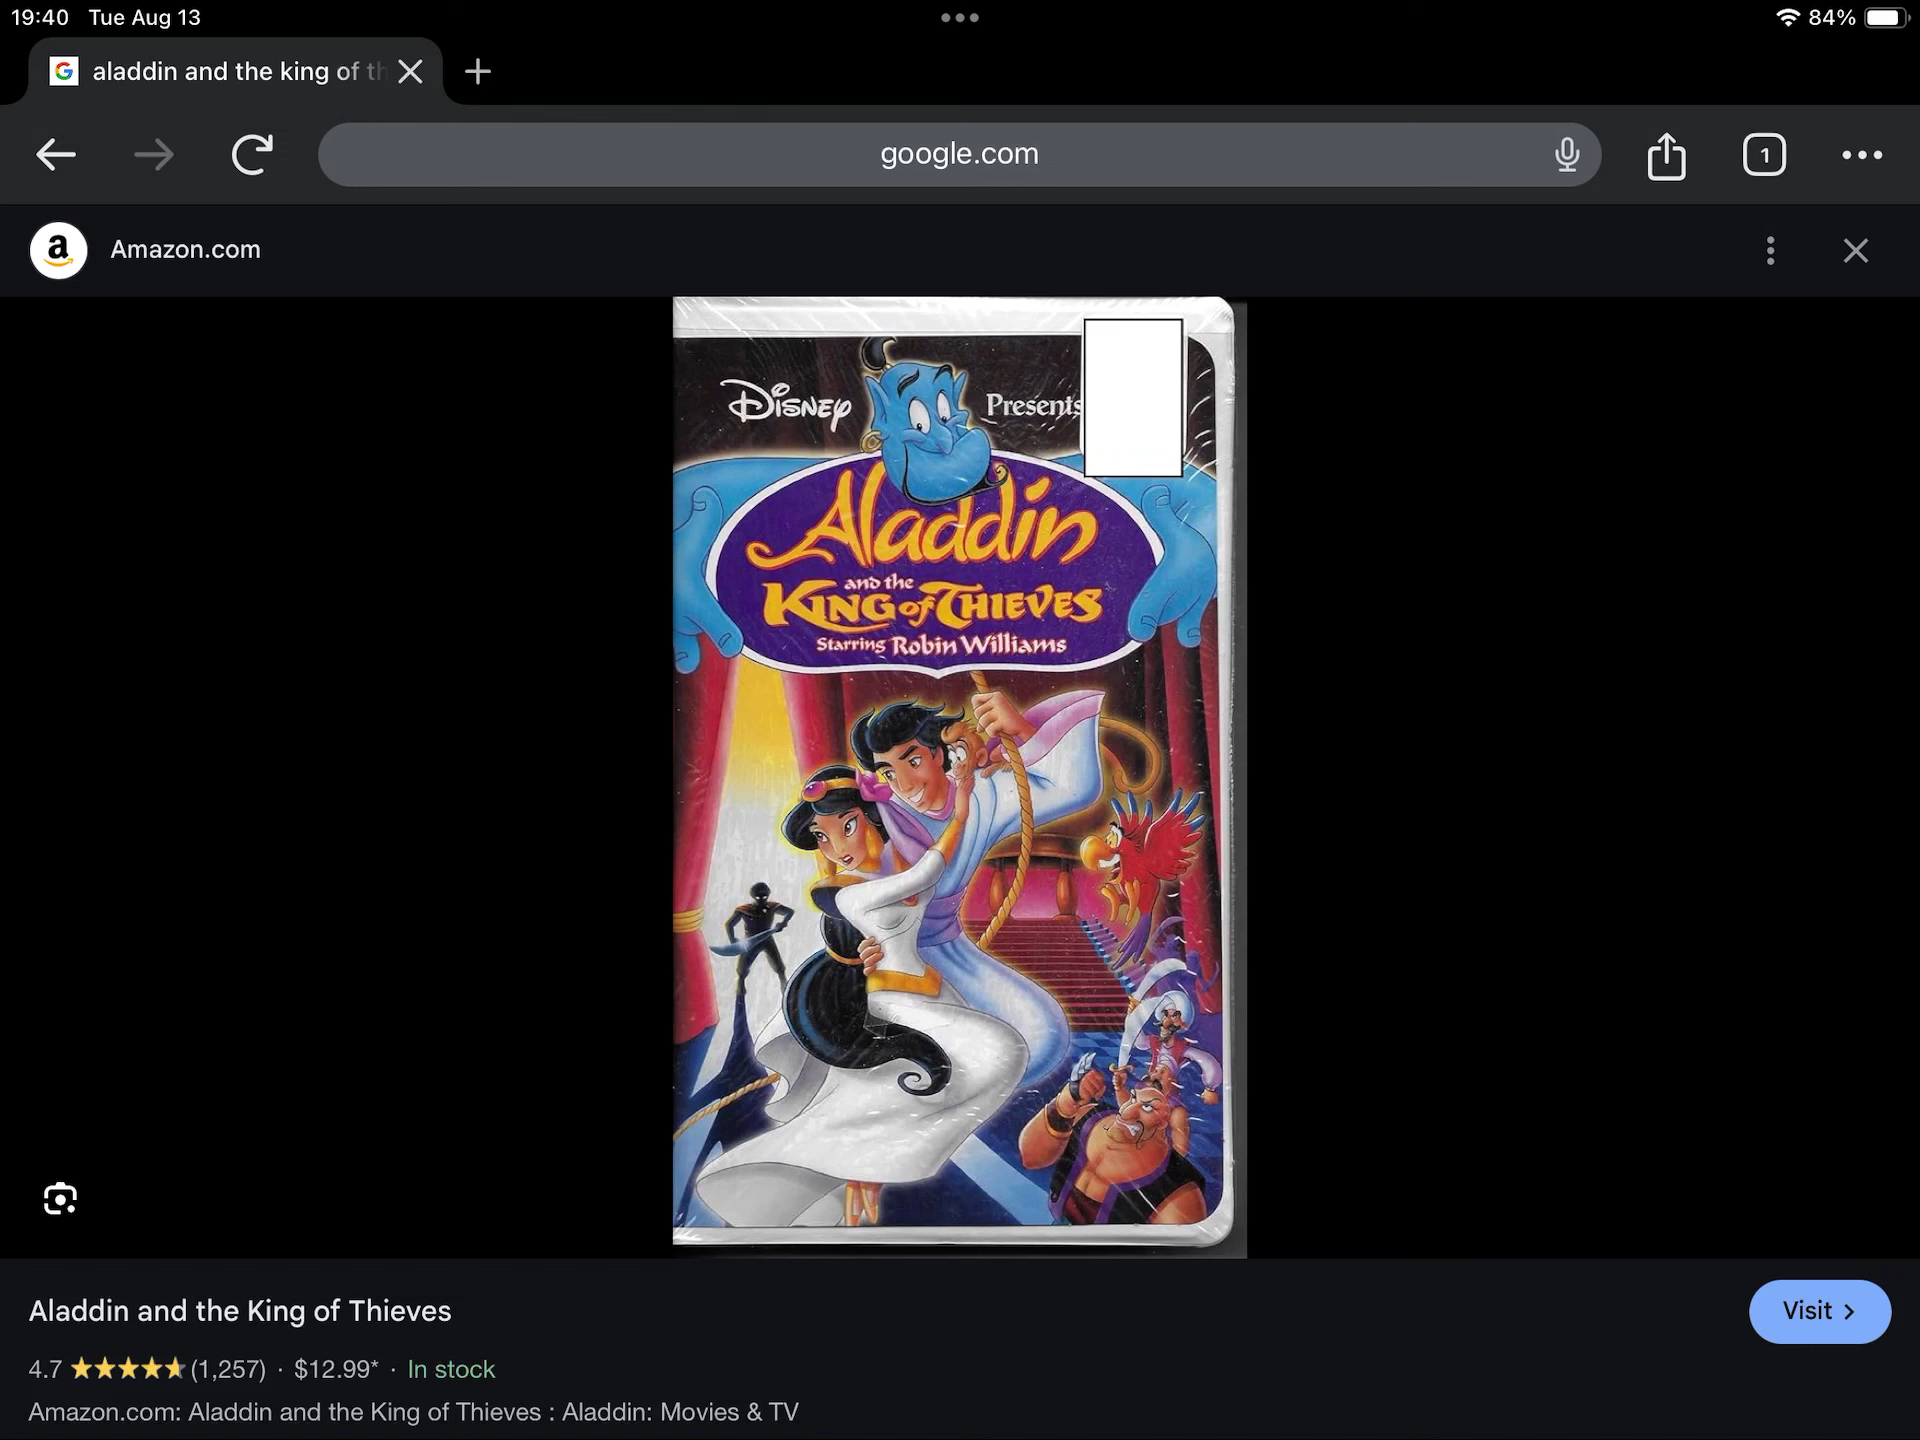 19:40 Tue Aug 13
84%
aladdin and the king of th
google.com
1
Amazon.com
Disney Presents
Aladdin
and the
King of Thieves
Starring Robin Williams
Aladdin and the King of Thieves
Visit
4.7 (1,257) · $12.99* · In stock
Amazon.com: Aladdin and the King of Thieves : Aladdin: Movies & TV